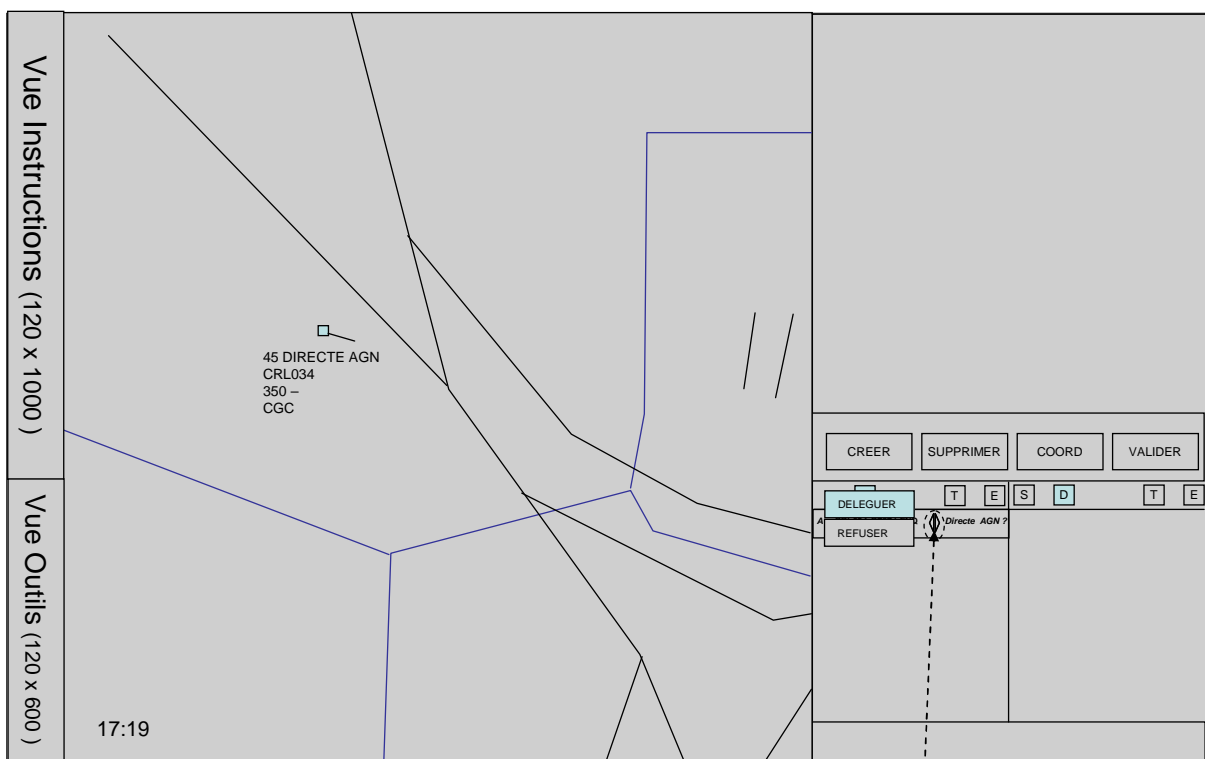 Vue Instructions (120 x 1000 )
Vue Outils (120 x 600 )
45 DIRECTE AGN
CRL034
350 –
CGC
17:19
CREER
SUPPRIMER
COORD
VALIDER
T E S D T E
DELEGUER
Directe AGN ?
REFUSER